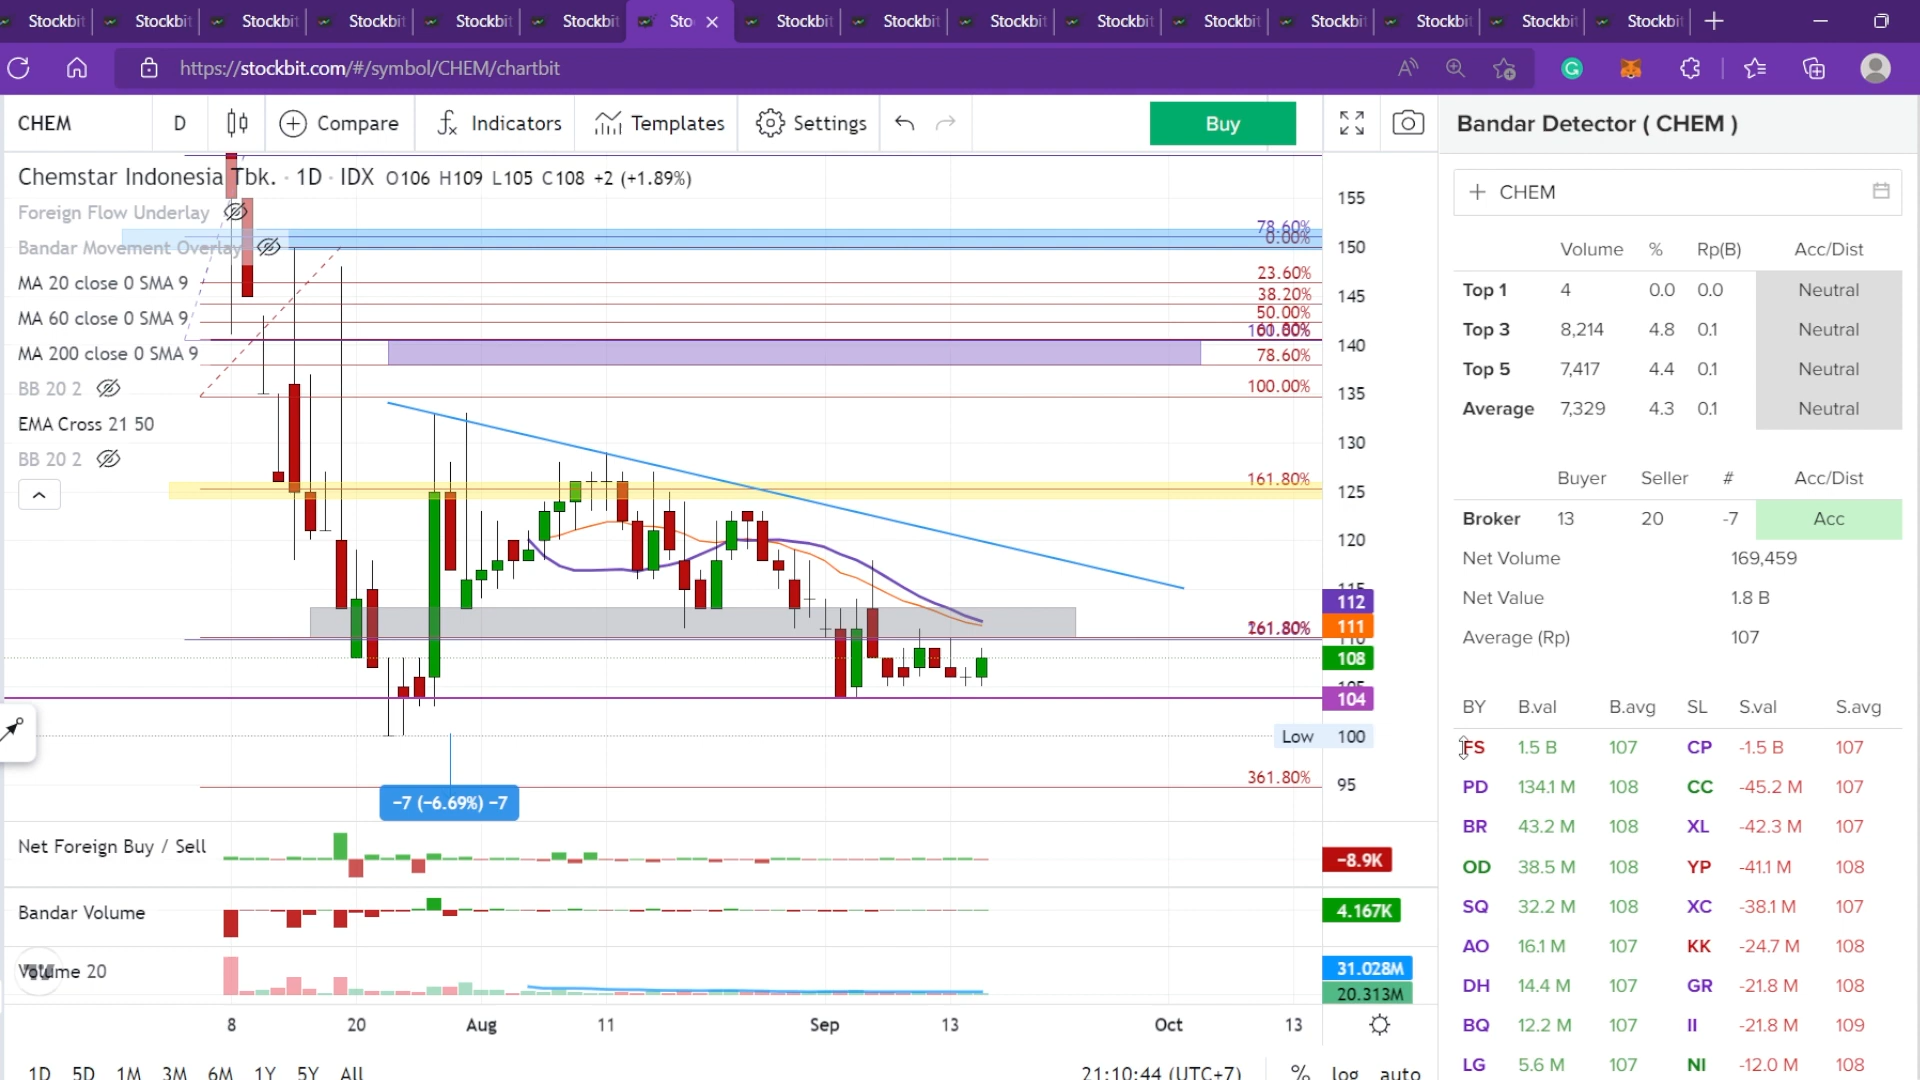 Stockbit Stockbit Stockbit Stockbit Stockbit Stockbit Sto Stockbit Stockbit Stockbit Stockbit Stockbit Stockbit Stockbit Stockbit Stockbit
https://stockbit.com/#/symbol/CHEM/chartbit
CHEM D Compare Indicators Templates Settings Buy
Bandar Detector ( CHEM )
Chemstar Indonesia Tbk. · 1D · IDX O106 H109 L105 C108 +2 (+1.89%)
Foreign Flow Underlay
Bandar Movement Overlay
MA 20 close 0 SMA 9
MA 60 close 0 SMA 9
MA 200 close 0 SMA 9
BB 20 2
EMA Cross 21 50
BB 20 2
78.60%
0.00%
23.60%
38.20%
50.00%
61.80%
78.60%
100.00%
161.80%
361.80%
155
150
145
140
135
130
125
120
115
112
111
110
108
105
104
Low 100
95
-7 (-6.69%) -7
Net Foreign Buy / Sell -8.9K
Bandar Volume 4.167K
Volume 20 31.028M
20.313M
8 20 Aug 11 Sep 13 Oct 13
1D 5D 1M 3M 6M 1Y 5Y All 21:10:44 (UTC+7) % log auto
CHEM
Volume % Rp(B) Acc/Dist
Top 1 4 0.0 0.0 Neutral
Top 3 8,214 4.8 0.1 Neutral
Top 5 7,417 4.4 0.1 Neutral
Average 7,329 4.3 0.1 Neutral
Buyer Seller # Acc/Dist
Broker 13 20 -7 Acc
Net Volume 169,459
Net Value 1.8 B
Average (Rp) 107
BY B.val B.avg SL S.val S.avg
FS 1.5 B 107 CP -1.5 B 107
PD 134.1 M 108 CC -45.2 M 107
BR 43.2 M 108 XL -42.3 M 107
OD 38.5 M 108 YP -41.1 M 108
SQ 32.2 M 108 XC -38.1 M 107
AO 16.1 M 107 KK -24.7 M 108
DH 14.4 M 107 GR -21.8 M 108
BQ 12.2 M 107 II -21.8 M 109
LG 5.6 M 107 NI -12.0 M 108